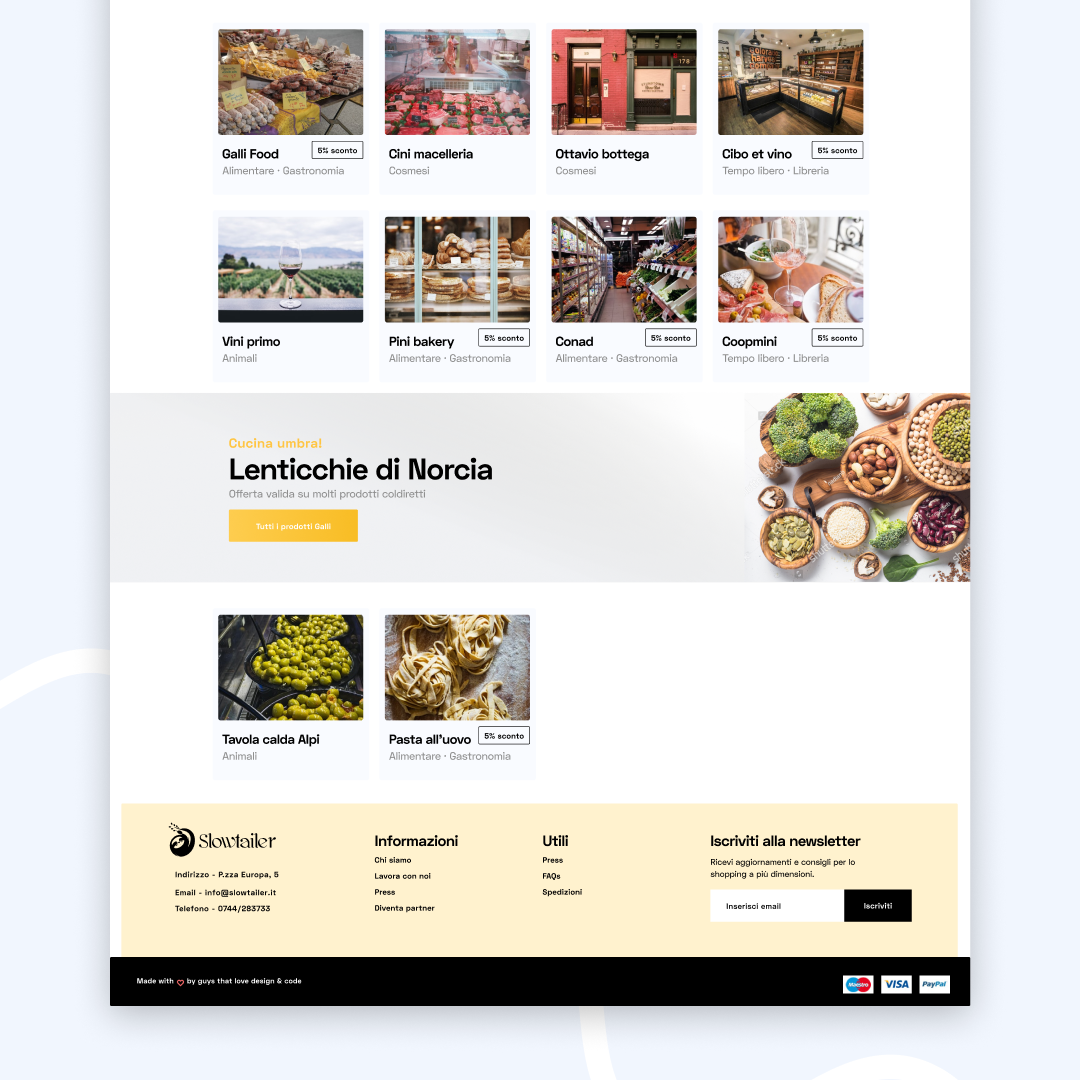 178
Galli Food
5% sconto
Alimentare · Gastronomia
Cini macelleria
Cosmesi
Ottavio bottega
Cosmesi
Cibo et vino
5% sconto
Tempo libero · Libreria
Vini primo
Animali
Pini bakery
5% sconto
Alimentare · Gastronomia
Conad
5% sconto
Alimentare · Gastronomia
Coopmini
5% sconto
Tempo libero · Libreria
Cucina umbra!
Lenticchie di Norcia
Offerta valida su molti prodotti coldiretti
Tutti i prodotti Galli
Tavola calda Alpi
Animali
Pasta all'uovo
5% sconto
Alimentare · Gastronomia
Slowtailer
Indirizzo - P.zza Europa, 5
Email - info@slowtailer.it
Telefono - 0744/283733
Informazioni
Chi siamo
Lavora con noi
Press
Diventa partner
Utili
Press
FAQs
Spedizioni
Iscriviti alla newsletter
Ricevi aggiornamenti e consigli per lo
shopping a più dimensioni.
Inserisci email
Iscriviti
Made with ♡ by guys that love design & code
Maestro
VISA
PayPal